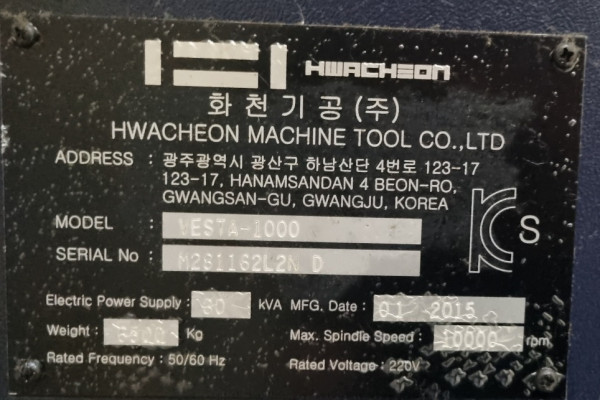 HWACHEON
화천기공(주)
HWACHEON MACHINE TOOL CO.,LTD
ADDRESS : 광주광역시 광산구 하남산단 4번로 123-17
123-17, HANAMSANDAN 4 BEON-RO,
GWANGSAN-GU, GWANGJU, KOREA
MODEL :
SERIAL No :
S
Electric Power Supply : kVA MFG. Date : 01 2015
Weight : Kg Max. Spindle Speed : 10000 rpm
Rated Frequency : 50/60 Hz Rated Voltage : 220V